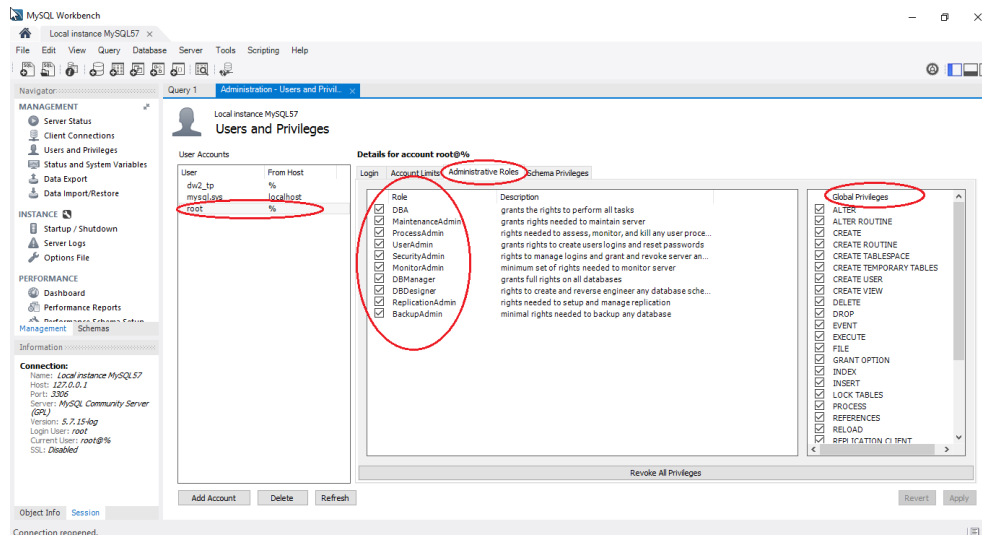 MySQL Workbench
Local instance MySQL57
File Edit View Query Database Server Tools Scripting Help
Navigator
MANAGEMENT
Server Status
Client Connections
Users and Privileges
Status and System Variables
Data Export
Data Import/Restore
INSTANCE
Startup / Shutdown
Server Logs
Options File
PERFORMANCE
Dashboard
Performance Reports
Performance Schema Setup
Management Schemas
Information
Connection:
Name: Local instance MySQL57
Host: 127.0.0.1
Port: 3306
Server: MySQL Community Server
(GPL)
Version: 5.7.15-log
Login User: root
Current User: root@%
SSL: Disabled
Object Info Session
Connection reopened.
Query 1 Administration - Users and Privil...
Local instance MySQL57
Users and Privileges
User Accounts
User From Host
dw2_tp %
mysql.sys localhost
root %
Add Account Delete Refresh
Details for account root@%
Login Account Limits Administrative Roles Schema Privileges
Role Description
DBA grants the rights to perform all tasks
MaintenanceAdmin grants rights needed to maintain server
ProcessAdmin rights needed to assess, monitor, and kill any user proce...
UserAdmin grants rights to create users logins and reset passwords
SecurityAdmin rights to manage logins and grant and revoke server an...
MonitorAdmin minimum set of rights needed to monitor server
DBManager grants full rights on all databases
DBDesigner rights to create and reverse engineer any database sche...
ReplicationAdmin rights needed to setup and manage replication
BackupAdmin minimal rights needed to backup any database
Global Privileges
ALTER
ALTER ROUTINE
CREATE
CREATE ROUTINE
CREATE TABLESPACE
CREATE TEMPORARY TABLES
CREATE USER
CREATE VIEW
DELETE
DROP
EVENT
EXECUTE
FILE
GRANT OPTION
INDEX
INSERT
LOCK TABLES
PROCESS
REFERENCES
RELOAD
REPLICATION CLIENT
Revoke All Privileges
Revert Apply